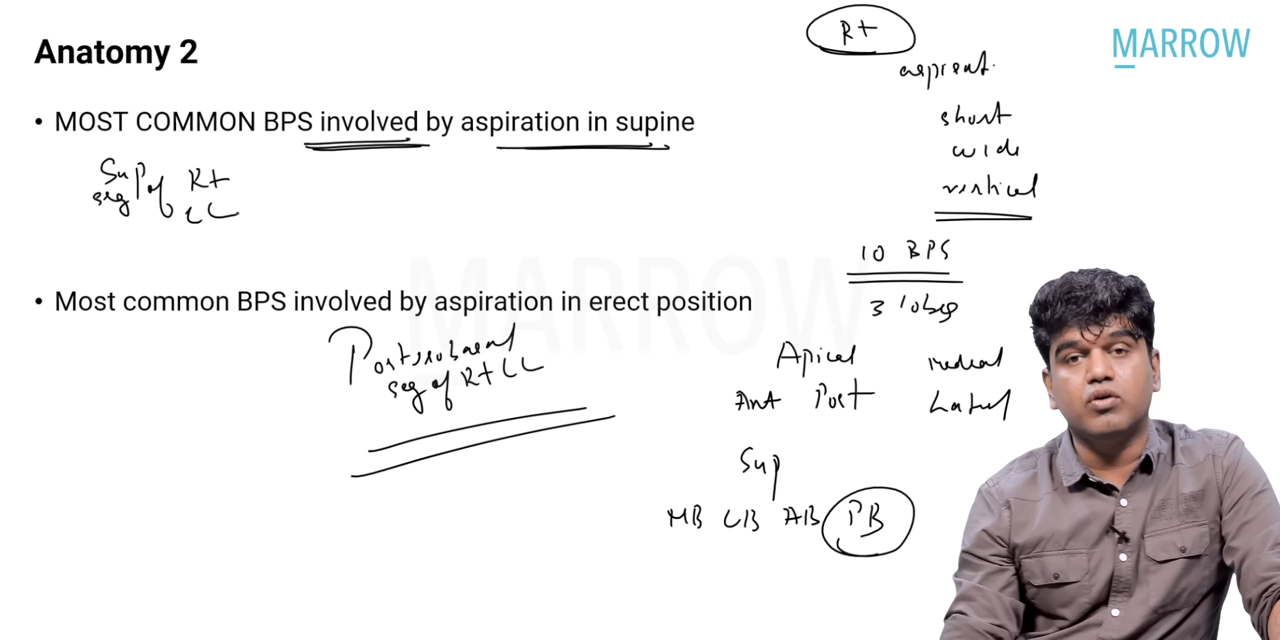 Anatomy 2
MARROW
Rt
aspirat.
short
wide
vertical
• MOST COMMON BPS involved by aspiration in supine
Sup seg of Rt LL
10 BPS
3 lobes
• Most common BPS involved by aspiration in erect position
Apical
medial
Ant Post
Lateral
seg of Rt LL
Sup
MB LB AB PB
MARROW